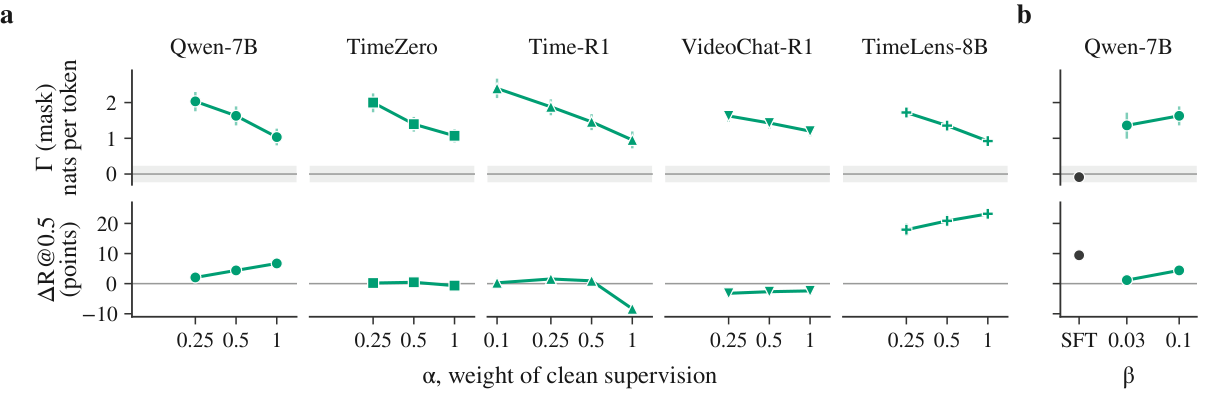 a
b
Qwen-7B
TimeZero
Time-R1
VideoChat-R1
TimeLens-8B
Qwen-7B
Γ (mask)
nats per token
2
1
0
ΔR@0.5
(points)
20
10
0
−10
0.25 0.5 1
0.25 0.5 1
0.1 0.25 0.5 1
0.25 0.5 1
0.25 0.5 1
SFT 0.03 0.1
α, weight of clean supervision
β